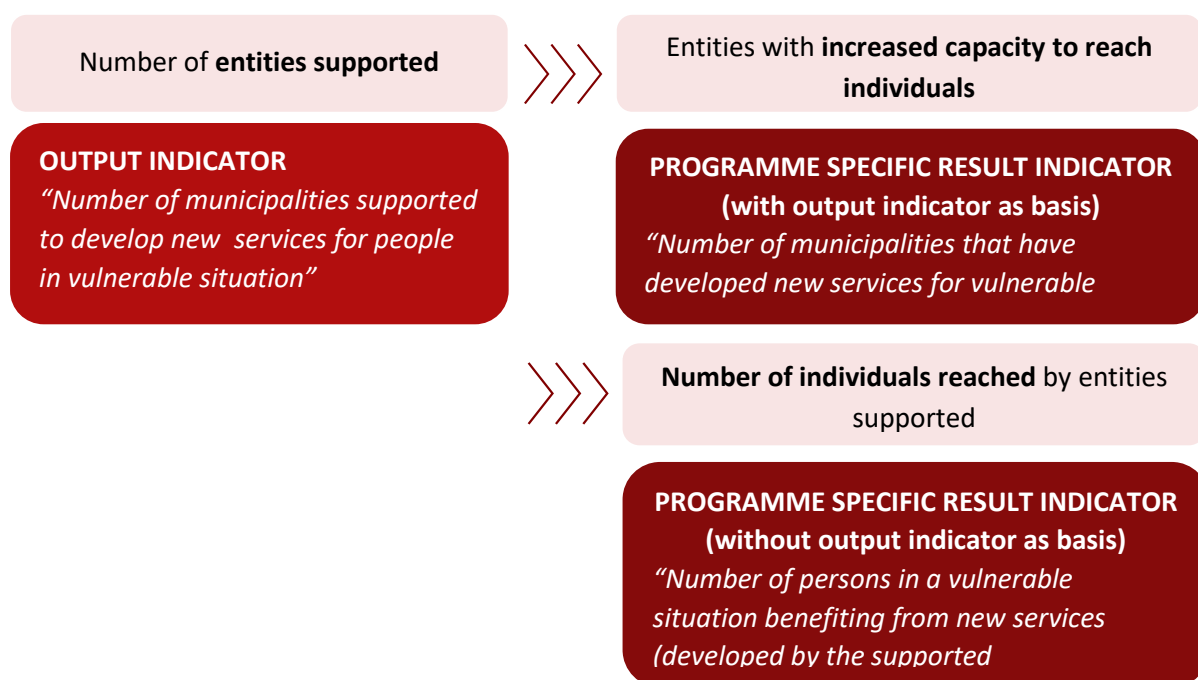 Number of entities supported
Entities with increased capacity to reach
individuals
OUTPUT INDICATOR
“Number of municipalities supported
to develop new services for people
in vulnerable situation”
PROGRAMME SPECIFIC RESULT INDICATOR
(with output indicator as basis)
“Number of municipalities that have
developed new services for vulnerable
Number of individuals reached by entities
supported
PROGRAMME SPECIFIC RESULT INDICATOR
(without output indicator as basis)
“Number of persons in a vulnerable
situation benefiting from new services
(developed by the supported